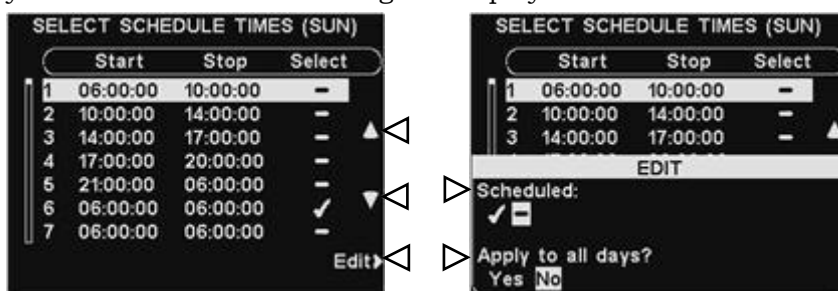 SELECT SCHEDULE TIMES (SUN)
Start Stop Select
1 06:00:00 10:00:00 –
2 10:00:00 14:00:00 –
3 14:00:00 17:00:00 –
4 17:00:00 20:00:00 –
5 21:00:00 06:00:00 –
6 06:00:00 06:00:00 ✓
7 06:00:00 06:00:00 –
Edit
SELECT SCHEDULE TIMES (SUN)
Start Stop Select
1 06:00:00 10:00:00 –
2 10:00:00 14:00:00 –
3 14:00:00 17:00:00 –
EDIT
Scheduled:
✓ –
Apply to all days?
Yes No